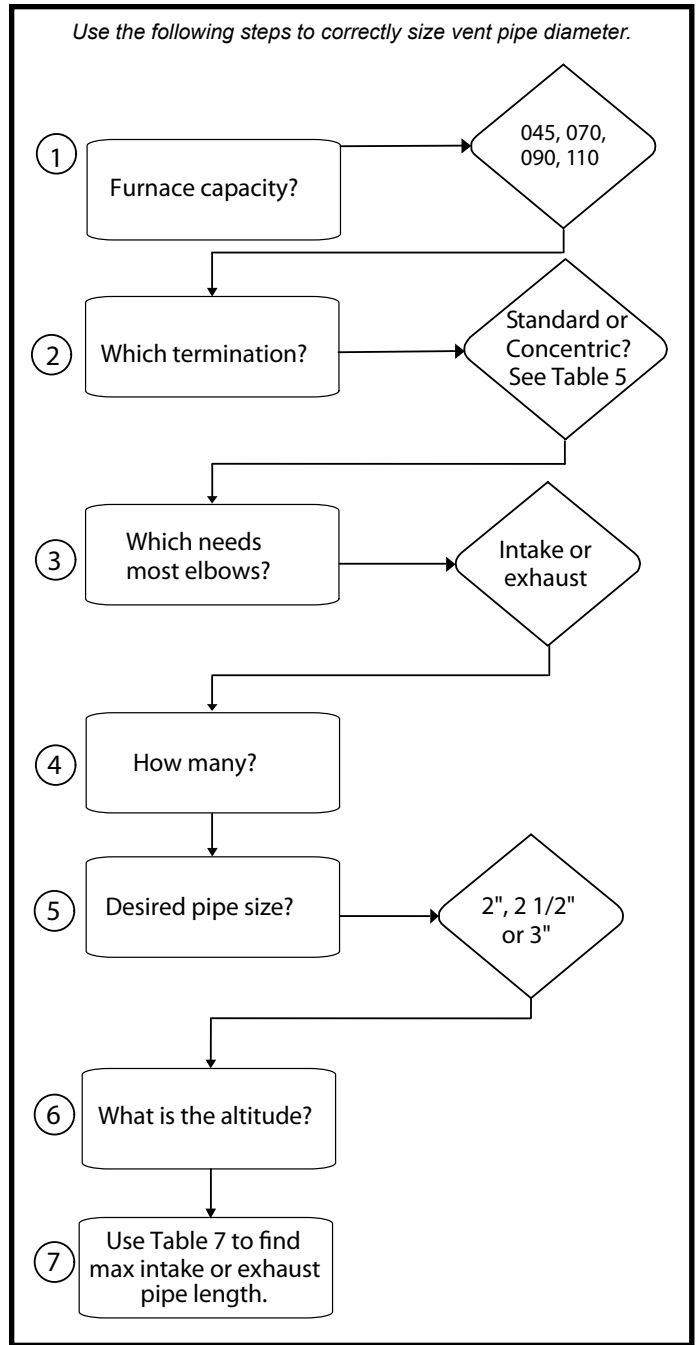 Use the following steps to correctly size vent pipe diameter.
1
Furnace capacity?
045, 070,
090, 110
2
Which termination?
Standard or
Concentric?
See Table 5
3
Which needs
most elbows?
Intake or
exhaust
4
How many?
5
Desired pipe size?
2", 2 1/2"
or 3"
6
What is the altitude?
7
Use Table 7 to find
max intake or exhaust
pipe length.